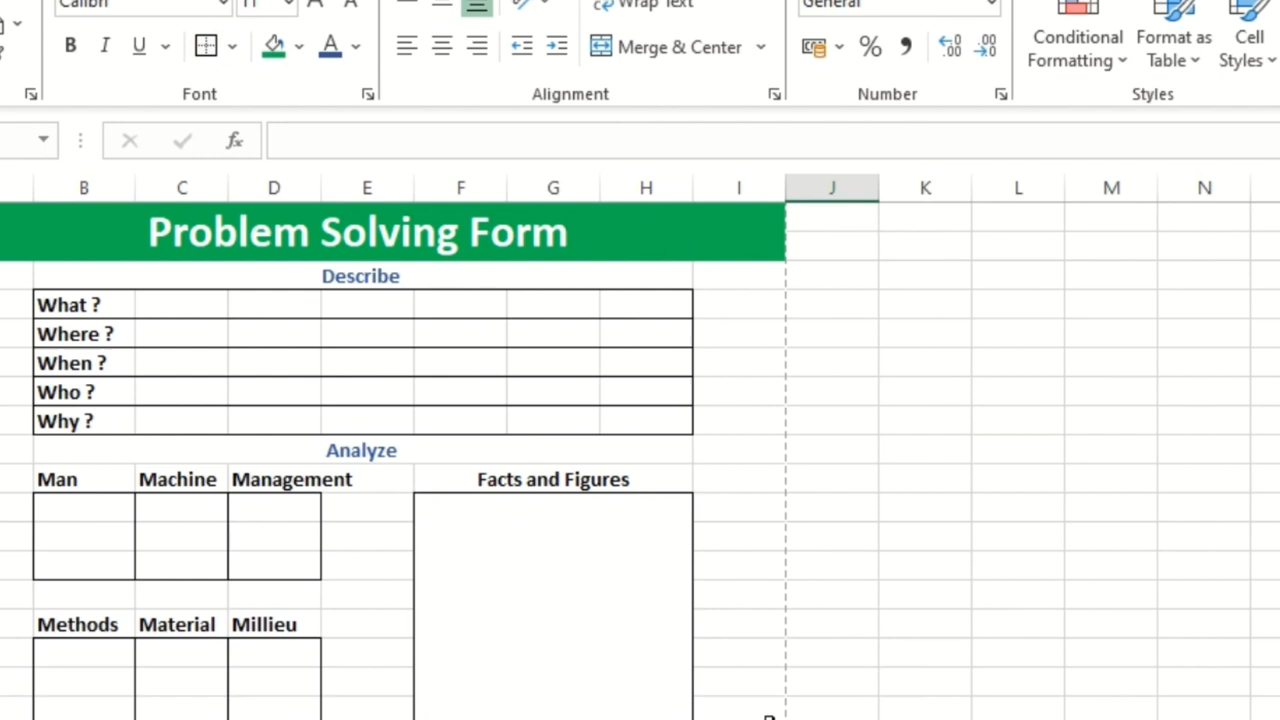 Calibri 11 A A Wrap Text General
B I U A Merge & Center % , .00 .00 Conditional Format as Cell
Formatting Table Styles
Font Alignment Number Styles
fx
B C D E F G H I J K L M N
Problem Solving Form
Describe
What ?
Where ?
When ?
Who ?
Why ?
Analyze
Man Machine Management Facts and Figures
Methods Material Millieu